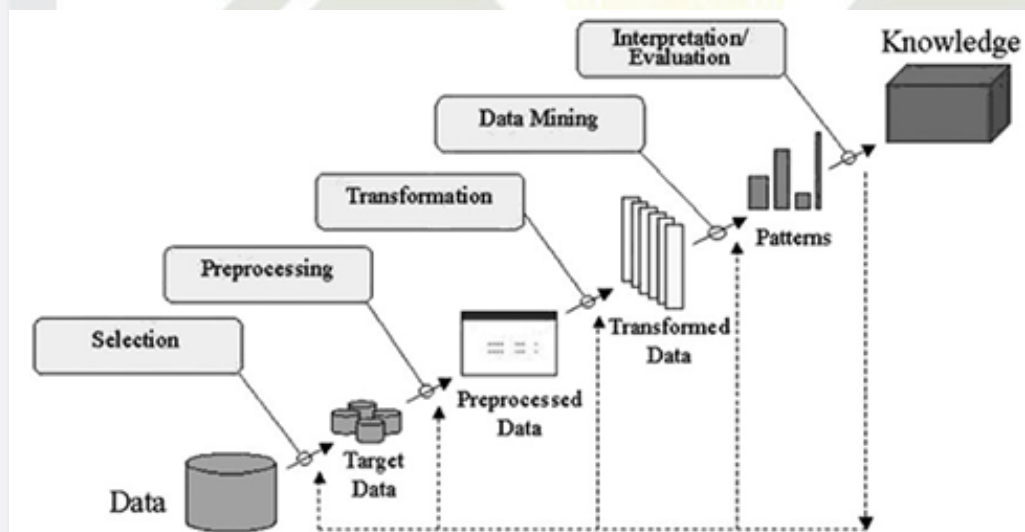 Interpretation/
Evaluation
Knowledge
Data Mining
Transformation
Patterns
Preprocessing
Transformed
Data
Selection
Preprocessed
Data
Target
Data
Data